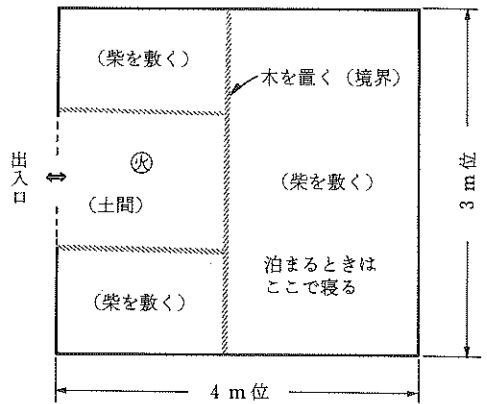 (柴を敷く)
木を置く(境界)
火
出入口
⇔
(土間)
(柴を敷く)
泊まるときは
ここで寝る
(柴を敷く)
3m位
4m位